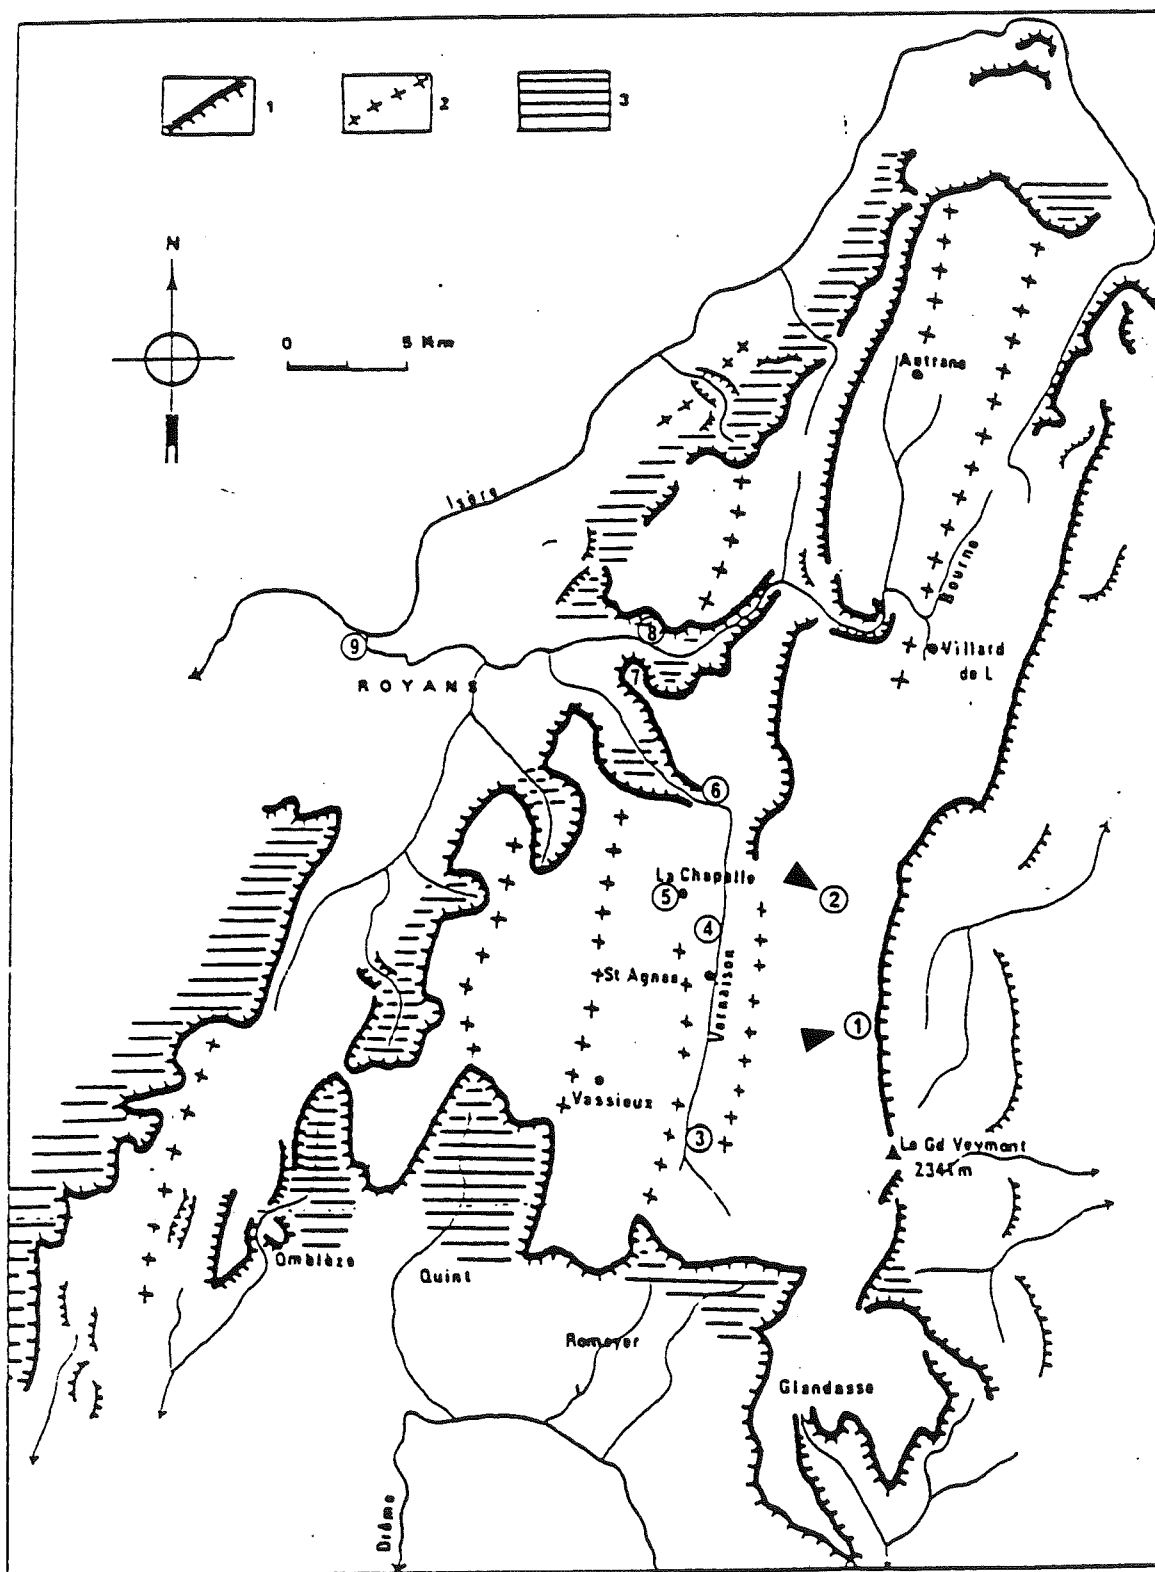 1
2
3
N
0 5 Km
Autrans
Isère
Bourne
Villard
de L
8
9
ROYANS
7
6
La Chapelle
5
2
4
St Agnan
Vernaison
1
Vassieux
3
Le Gd Veymont
2341m
Omblèze
Quint
Romeyer
Glandasse
Drôme